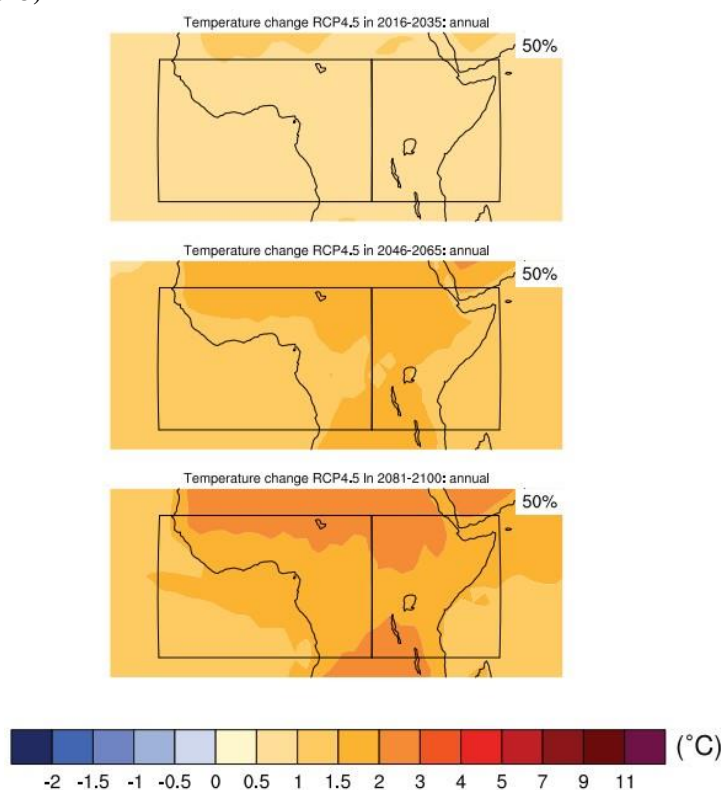 Temperature change RCP4.5 in 2016-2035: annual
50%
Temperature change RCP4.5 in 2046-2065: annual
50%
Temperature change RCP4.5 In 2081-2100: annual
50%
(˚C)
-2 -1.5 -1 -0.5 0 0.5 1 1.5 2 3 4 5 7 9 11